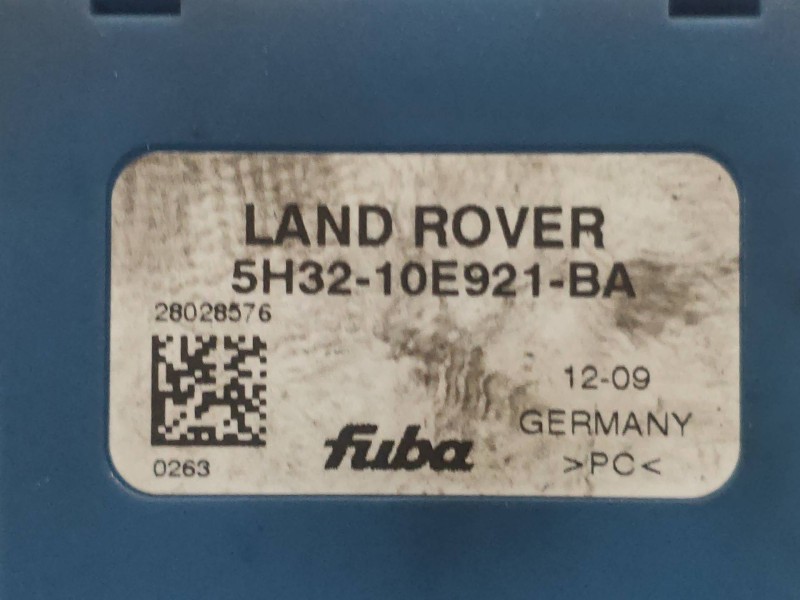 LAND ROVER
5H32-10E921-BA
28028576
12-09
GERMANY
fuba
0263
>PC<